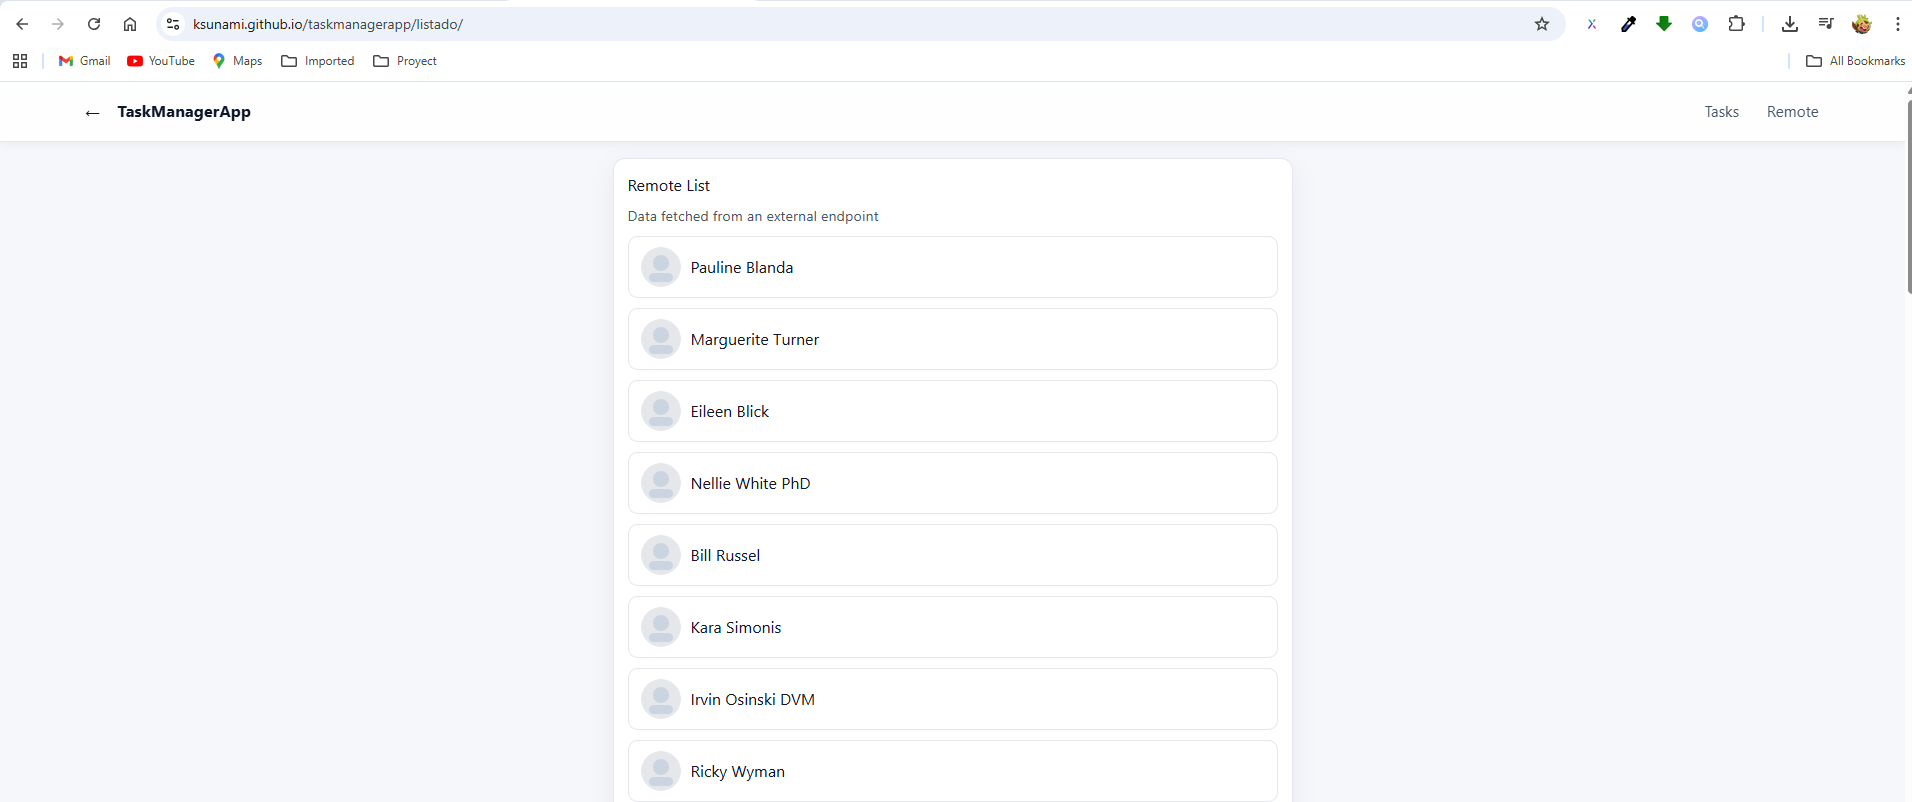 ksunami.github.io/taskmanagerapp/listado/
Gmail YouTube Maps Imported Proyect All Bookmarks
← TaskManagerApp Tasks Remote
Remote List
Data fetched from an external endpoint
Pauline Blanda
Marguerite Turner
Eileen Blick
Nellie White PhD
Bill Russel
Kara Simonis
Irvin Osinski DVM
Ricky Wyman